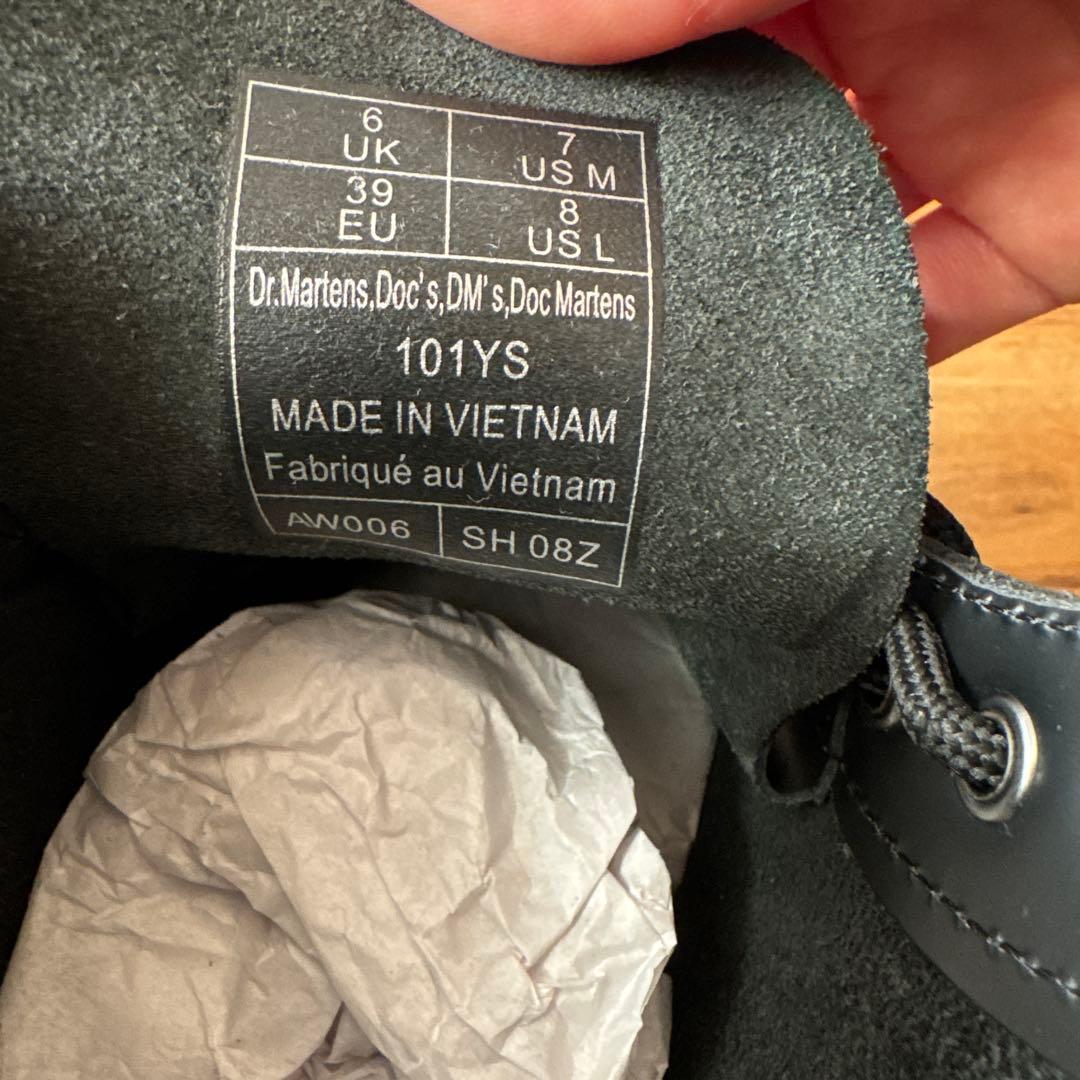 6
UK
7
US M
39
EU
8
US L
Dr.Martens,Doc's,DM's,Doc Martens
101YS
MADE IN VIETNAM
Fabriqué au Vietnam
AW006
SH 08Z